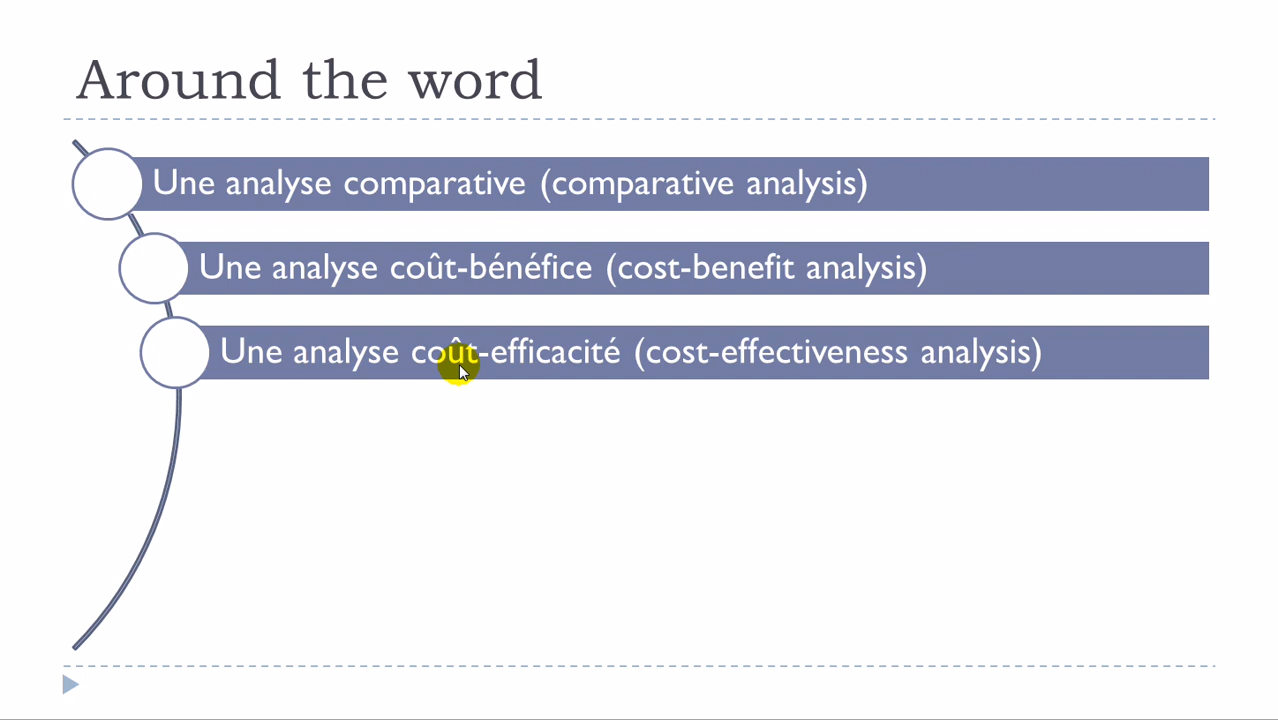 Around the word
Une analyse comparative (comparative analysis)
Une analyse coût-bénéfice (cost-benefit analysis)
Une analyse coût-efficacité (cost-effectiveness analysis)